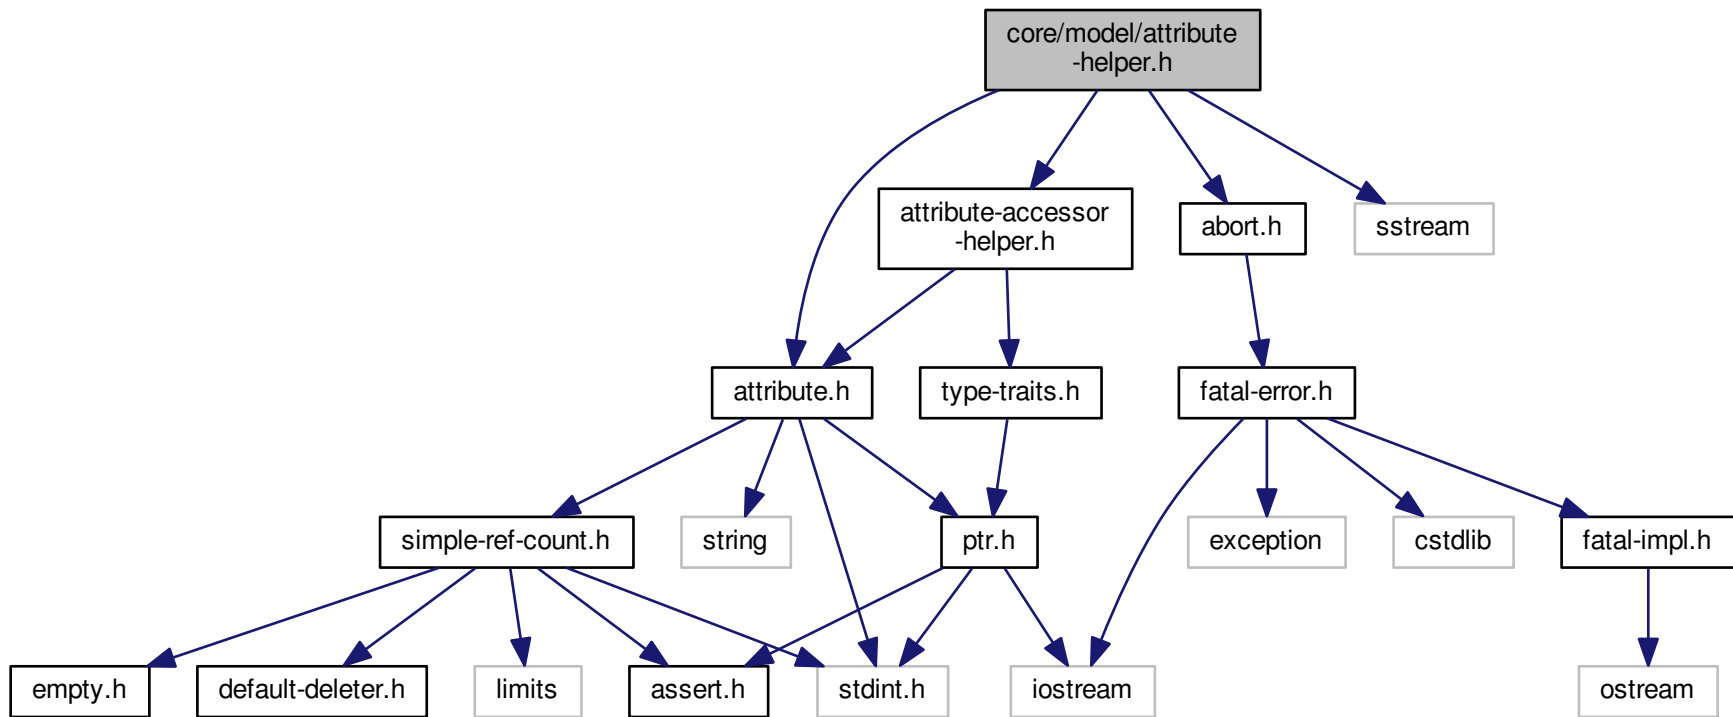 core/model/attribute
-helper.h
attribute-accessor
-helper.h
abort.h
sstream
attribute.h
type-traits.h
fatal-error.h
simple-ref-count.h
string
ptr.h
exception
cstdlib
fatal-impl.h
empty.h
default-deleter.h
limits
assert.h
stdint.h
iostream
ostream